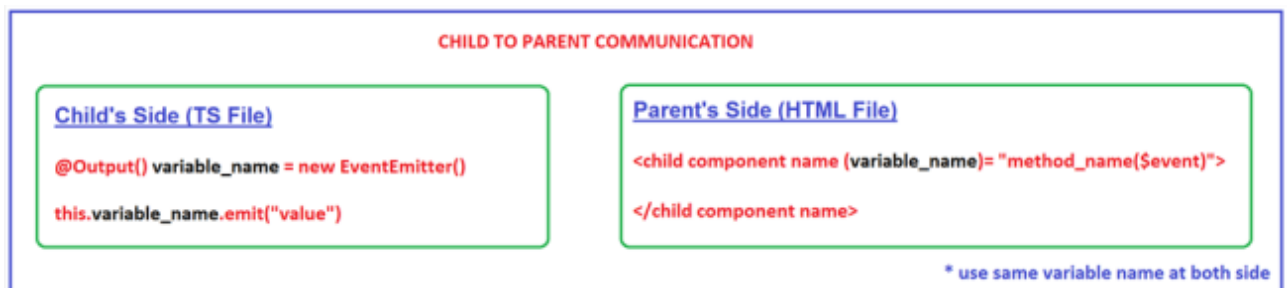 CHILD TO PARENT COMMUNICATION
Child's Side (TS File)
@Output() variable_name = new EventEmitter()
this.variable_name.emit("value")
Parent's Side (HTML File)
<child component name (variable_name)= "method_name($event)">
</child component name>
* use same variable name at both side